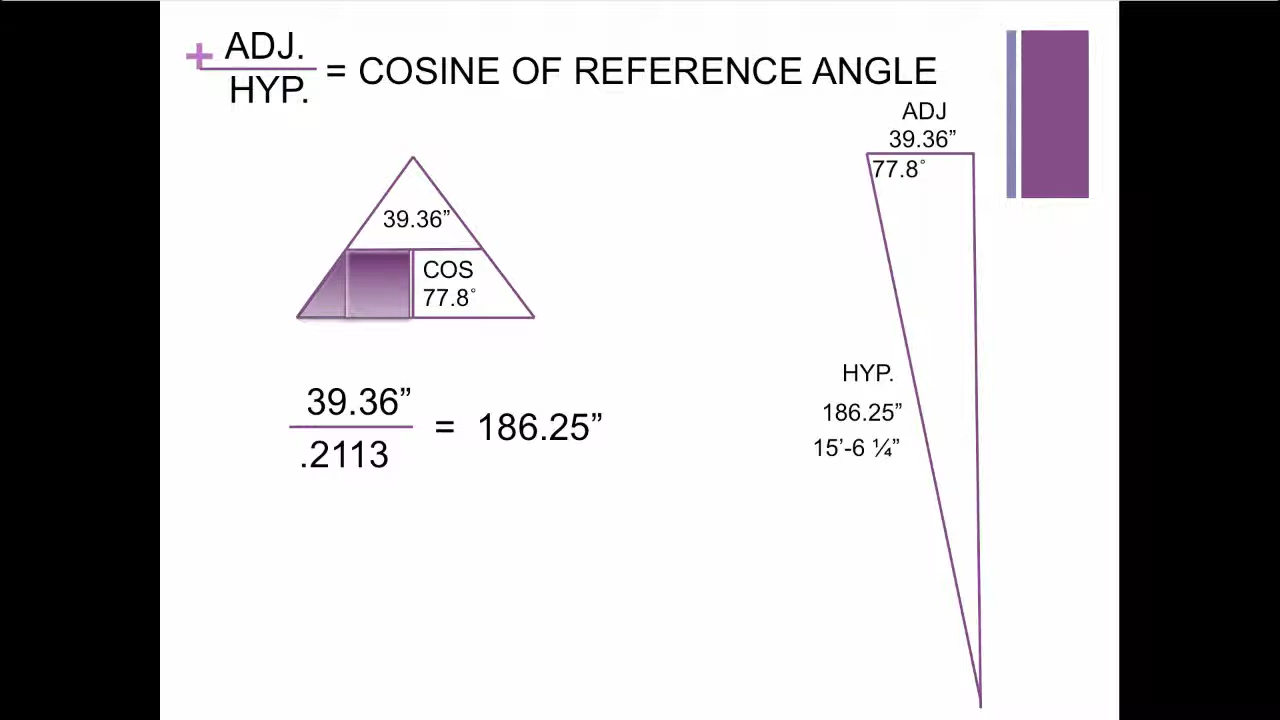 ADJ.
HYP.
= COSINE OF REFERENCE ANGLE
ADJ
39.36”
77.8˚
39.36”
COS
77.8˚
39.36”
.2113
= 186.25”
HYP.
186.25”
15’-6 ¼”